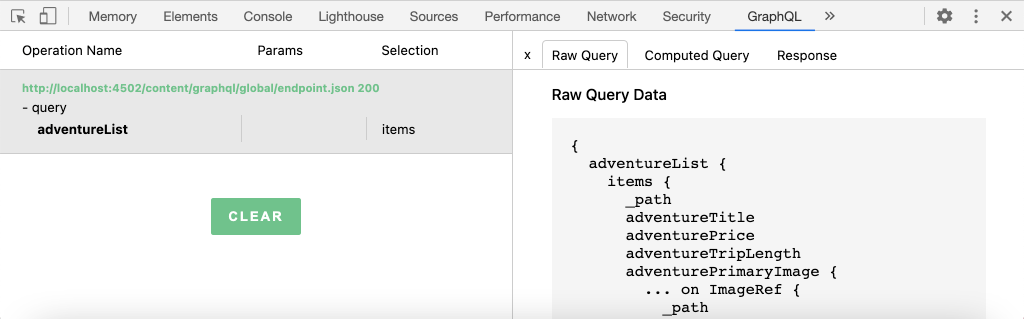 Memory Elements Console Lighthouse Sources Performance Network Security GraphQL »
Operation Name Params Selection
http://localhost:4502/content/graphql/global/endpoint.json 200
- query
adventureList items
CLEAR
x Raw Query Computed Query Response
Raw Query Data
{
adventureList {
items {
_path
adventureTitle
adventurePrice
adventureTripLength
adventurePrimaryImage {
... on ImageRef {
_path